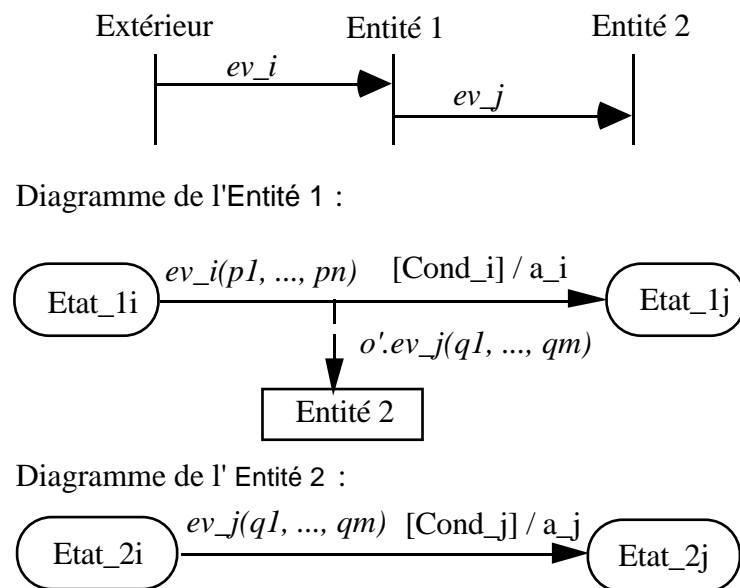 Extérieur Entité 1 Entité 2
ev_i
ev_j
Diagramme de l'Entité 1 :
ev_i(p1, ..., pn) [Cond_i] / a_i
Etat_1i Etat_1j
o'.ev_j(q1, ..., qm)
Entité 2
Diagramme de l' Entité 2 :
ev_j(q1, ..., qm) [Cond_j] / a_j
Etat_2i Etat_2j